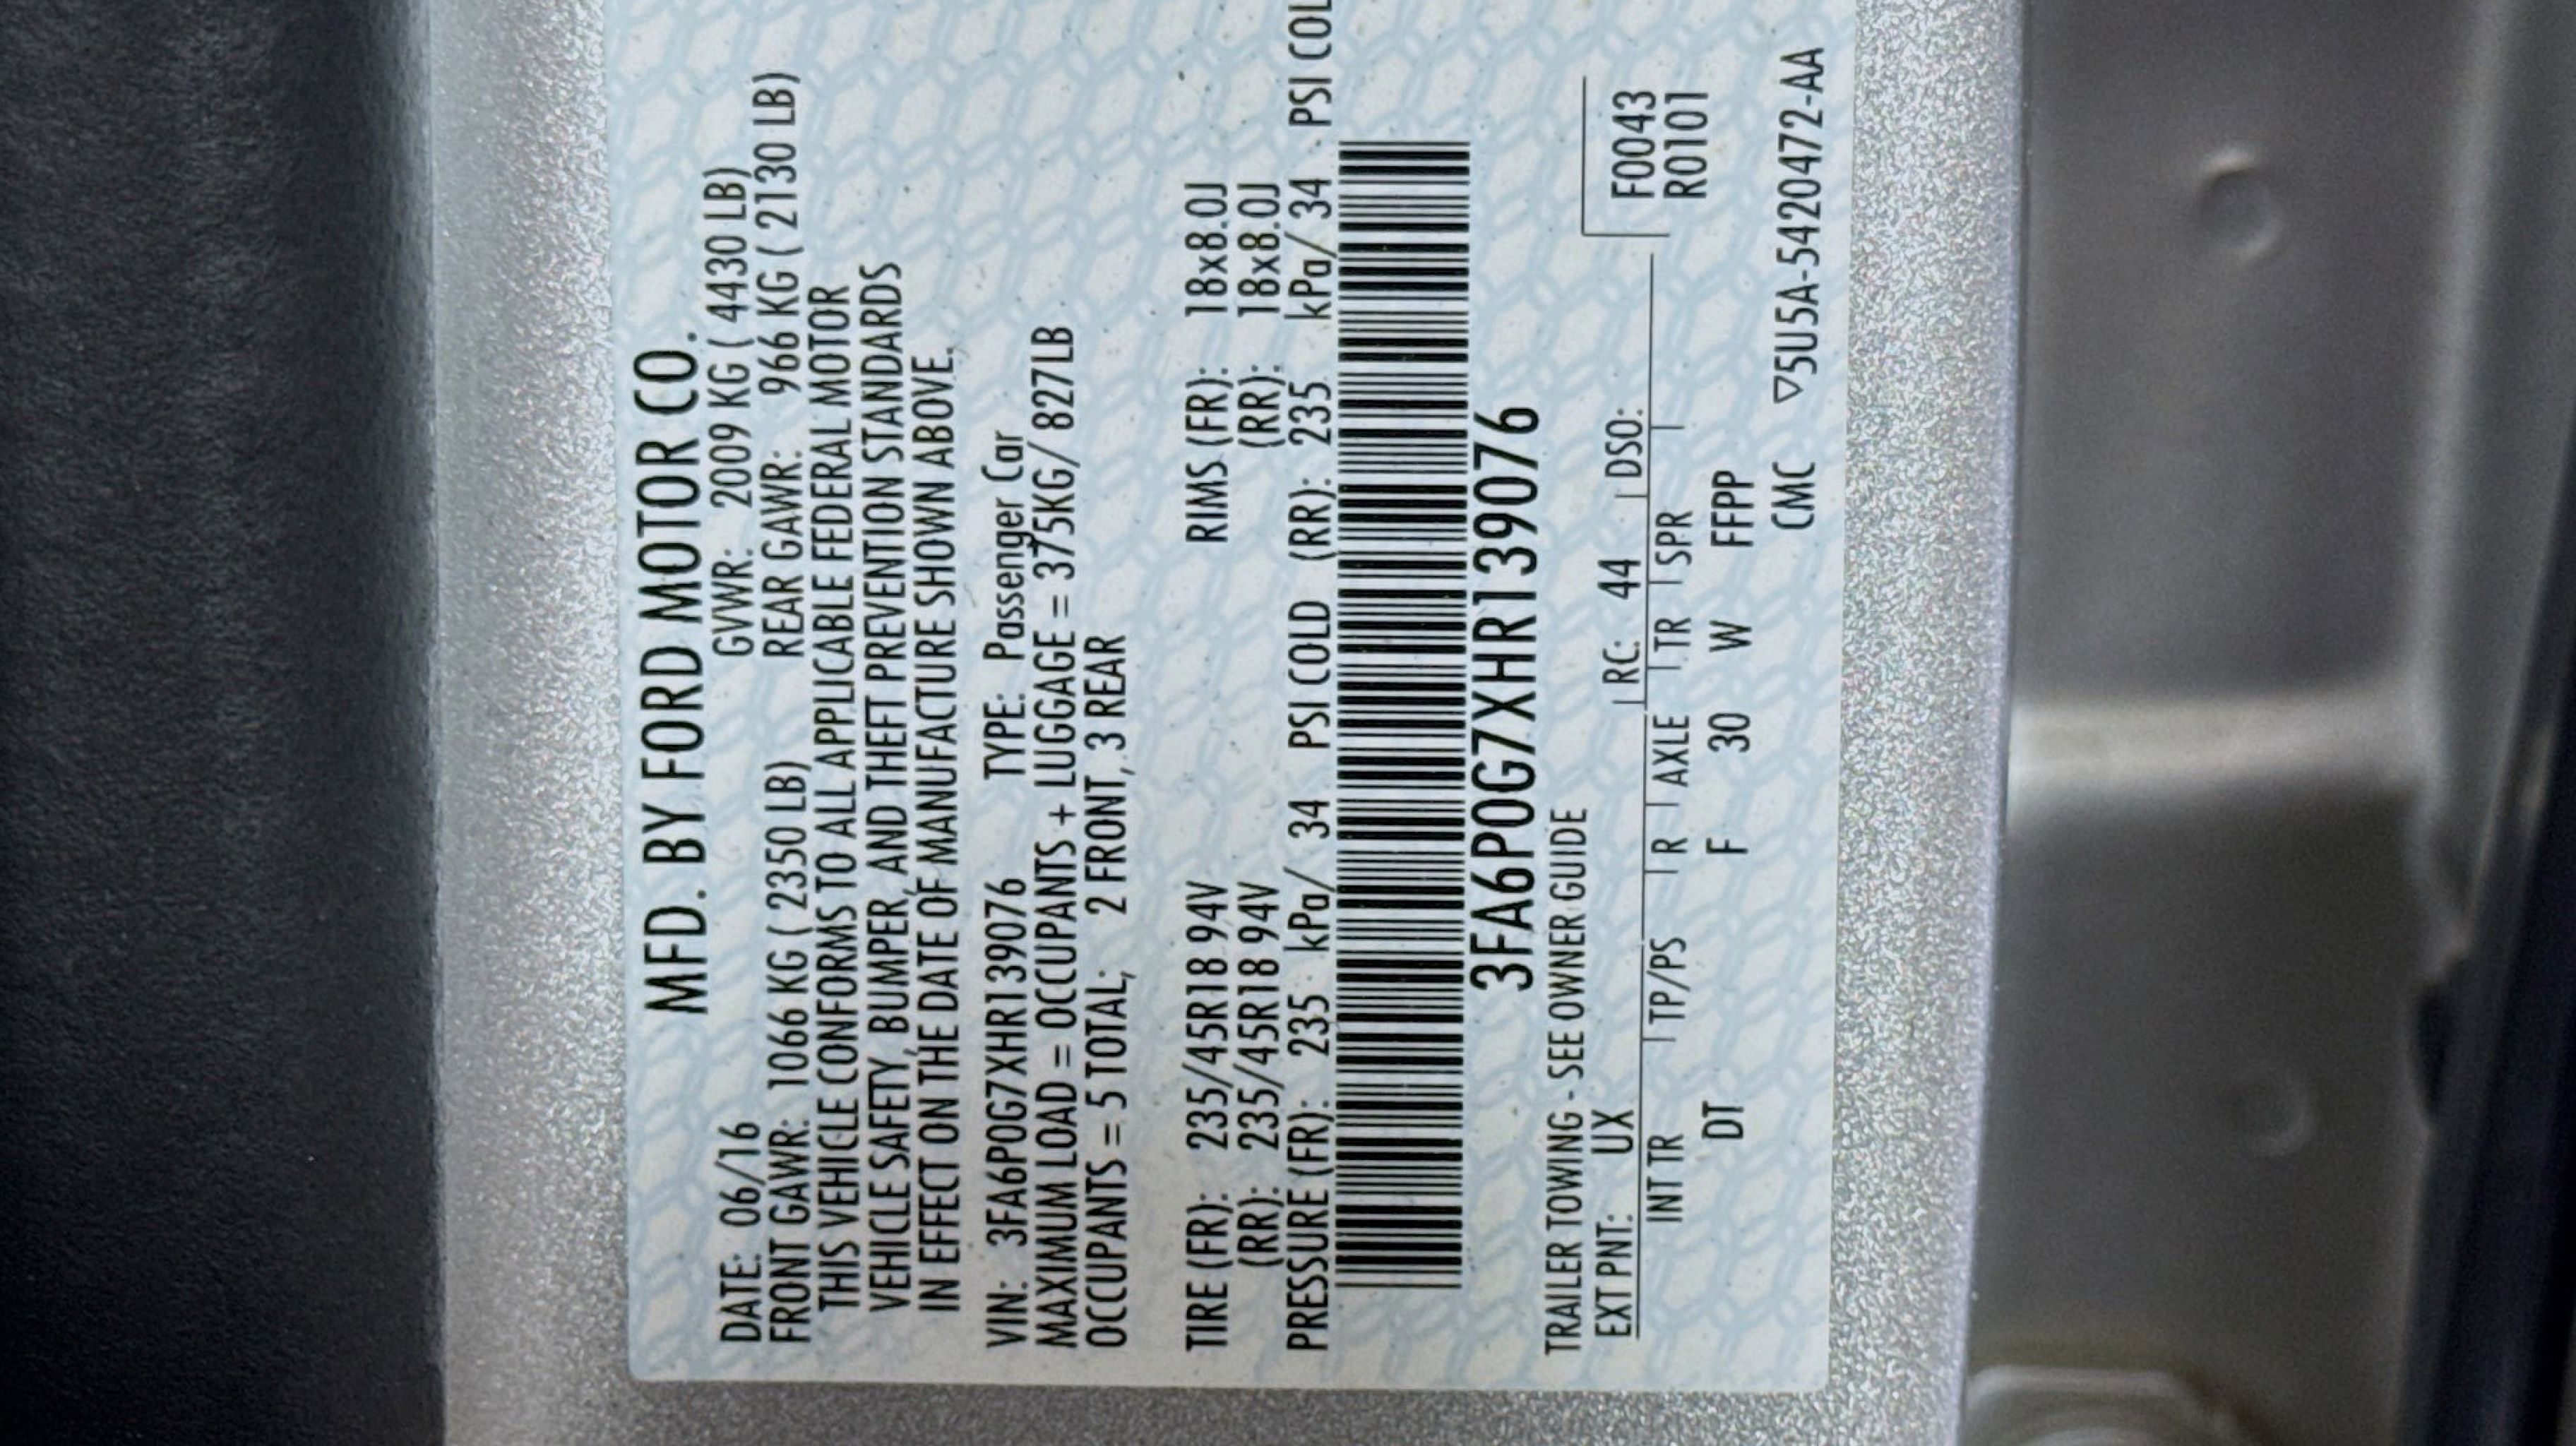 MFD. BY FORD MOTOR CO.
DATE: 06/16 GVWR: 2009 KG ( 4430 LB)
FRONT GAWR: 1066 KG ( 2350 LB) REAR GAWR: 966 KG ( 2130 LB)
THIS VEHICLE CONFORMS TO ALL APPLICABLE FEDERAL MOTOR
VEHICLE SAFETY, BUMPER, AND THEFT PREVENTION STANDARDS
IN EFFECT ON THE DATE OF MANUFACTURE SHOWN ABOVE.
VIN: 3FA6P0G7XHR139076 TYPE: Passenger Car
MAXIMUM LOAD = OCCUPANTS + LUGGAGE = 375KG/ 827LB
OCCUPANTS = 5 TOTAL; 2 FRONT, 3 REAR
TIRE (FR): 235/45R18 94V RIMS (FR): 18x8.0J
(RR): 235/45R18 94V (RR): 18x8.0J
PRESSURE (FR): 235 kPa/ 34 PSI COLD (RR): 235 kPa/ 34 PSI COL
3FA6P0G7XHR139076
TRAILER TOWING - SEE OWNER GUIDE
EXT PNT: UX RC: 44 DSO: F0043
R0101
INT TR TP/PS R AXLE TR SPR
DT F 30 W FFPP
CMC ▽5U5A-5420472-AA